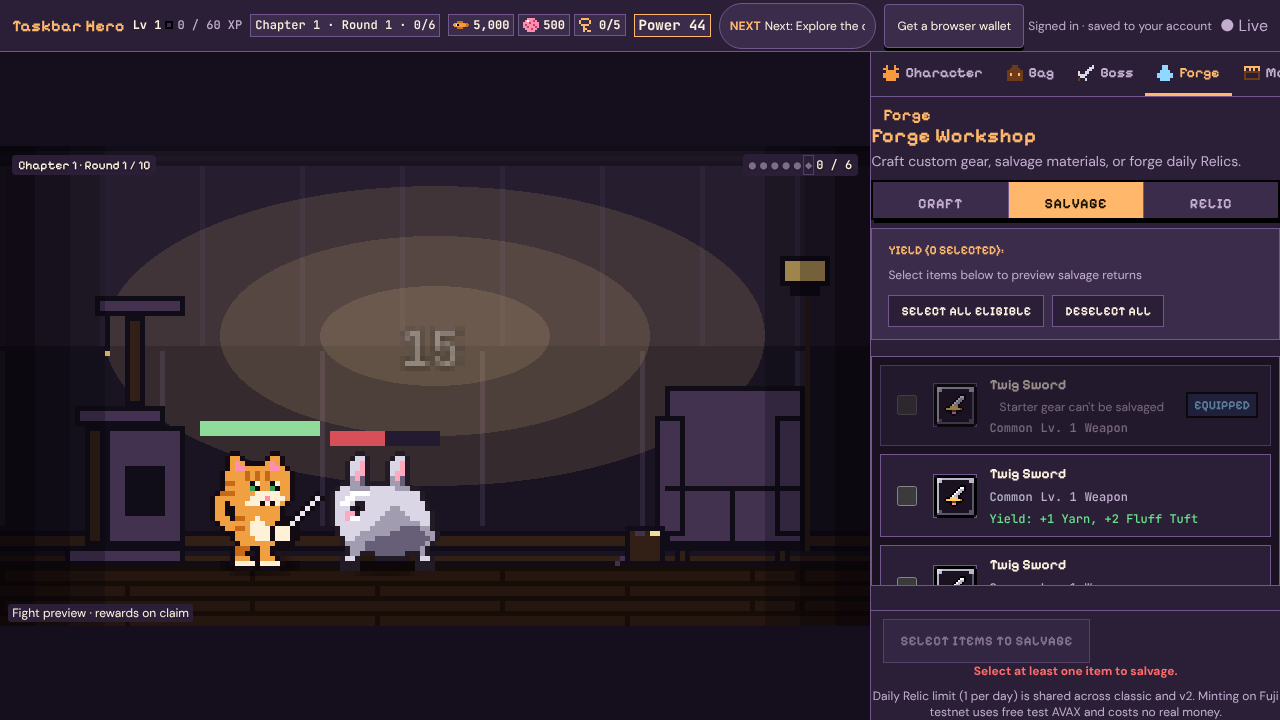 Taskbar Hero
Lv 1
0 / 60 XP
Chapter 1 · Round 1 · 0/6
5,000
500
0/5
Power 44
NEXT Next: Explore the
Get a browser wallet
Signed in · saved to your account
Live
Character
Bag
Boss
Forge
Forge
Forge Workshop
Craft custom gear, salvage materials, or forge daily Relics.
CRAFT
SALVAGE
RELIC
Chapter 1 · Round 1 / 10
0 / 6
YIELD (0 SELECTED):
Select items below to preview salvage returns
SELECT ALL ELIGIBLE
DESELECT ALL
15
Twig Sword
Starter gear can't be salvaged
EQUIPPED
Common Lv. 1 Weapon
Twig Sword
Common Lv. 1 Weapon
Yield: +1 Yarn, +2 Fluff Tuft
Twig Sword
Fight preview · rewards on claim
SELECT ITEMS TO SALVAGE
Select at least one item to salvage.
Daily Relic limit (1 per day) is shared across classic and v2. Minting on Fuji
testnet uses free test AVAX and costs no real money.